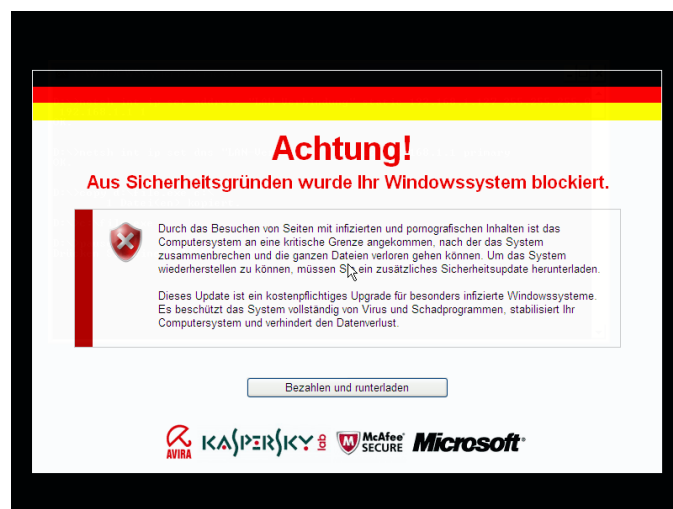 Achtung!
Aus Sicherheitsgründen wurde Ihr Windowssystem blockiert.
Durch das Besuchen von Seiten mit infizierten und pornografischen Inhalten ist das
Computersystem an eine kritische Grenze angekommen, nach der das System
zusammenbrechen und die ganzen Dateien verloren gehen können. Um das System
wiederherstellen zu können, müssen ein zusätzliches Sicherheitsupdate herunterladen.
Dieses Update ist ein kostenpflichtiges Upgrade für besonders infizierte Windowssysteme.
Es beschützt das System vollständig von Virus und Schadprogrammen, stabilisiert Ihr
Computersystem und verhindert den Datenverlust.
Bezahlen und runterladen
AVIRA KASPERSKY lab McAfee SECURE Microsoft